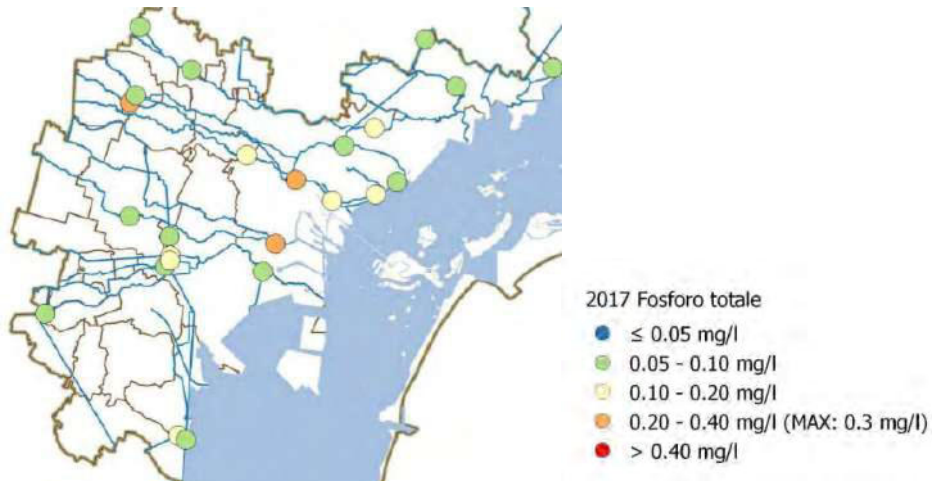 2017 Fosforo totale
≤ 0.05 mg/l
0.05 - 0.10 mg/l
0.10 - 0.20 mg/l
0.20 - 0.40 mg/l (MAX: 0.3 mg/l)
> 0.40 mg/l